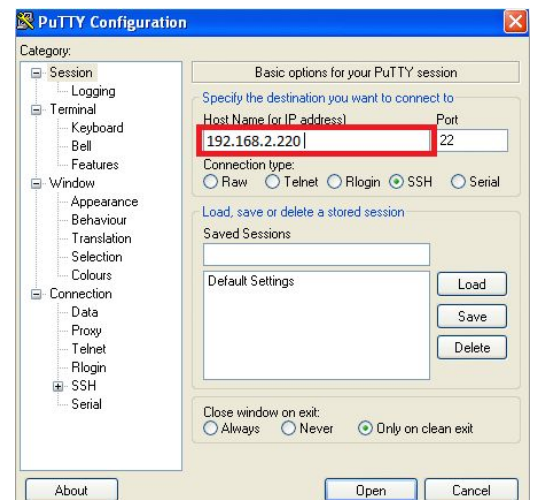 PuTTY Configuration
Category:
Session
Logging
Terminal
Keyboard
Bell
Features
Window
Appearance
Behaviour
Translation
Selection
Colours
Connection
Data
Proxy
Telnet
Rlogin
SSH
Serial
Basic options for your PuTTY session
Specify the destination you want to connect to
Host Name (or IP address) Port
192.168.2.220 22
Connection type:
Raw Telnet Rlogin SSH Serial
Load, save or delete a stored session
Saved Sessions
Default Settings
Load
Save
Delete
Close window on exit:
Always Never Only on clean exit
About Open Cancel